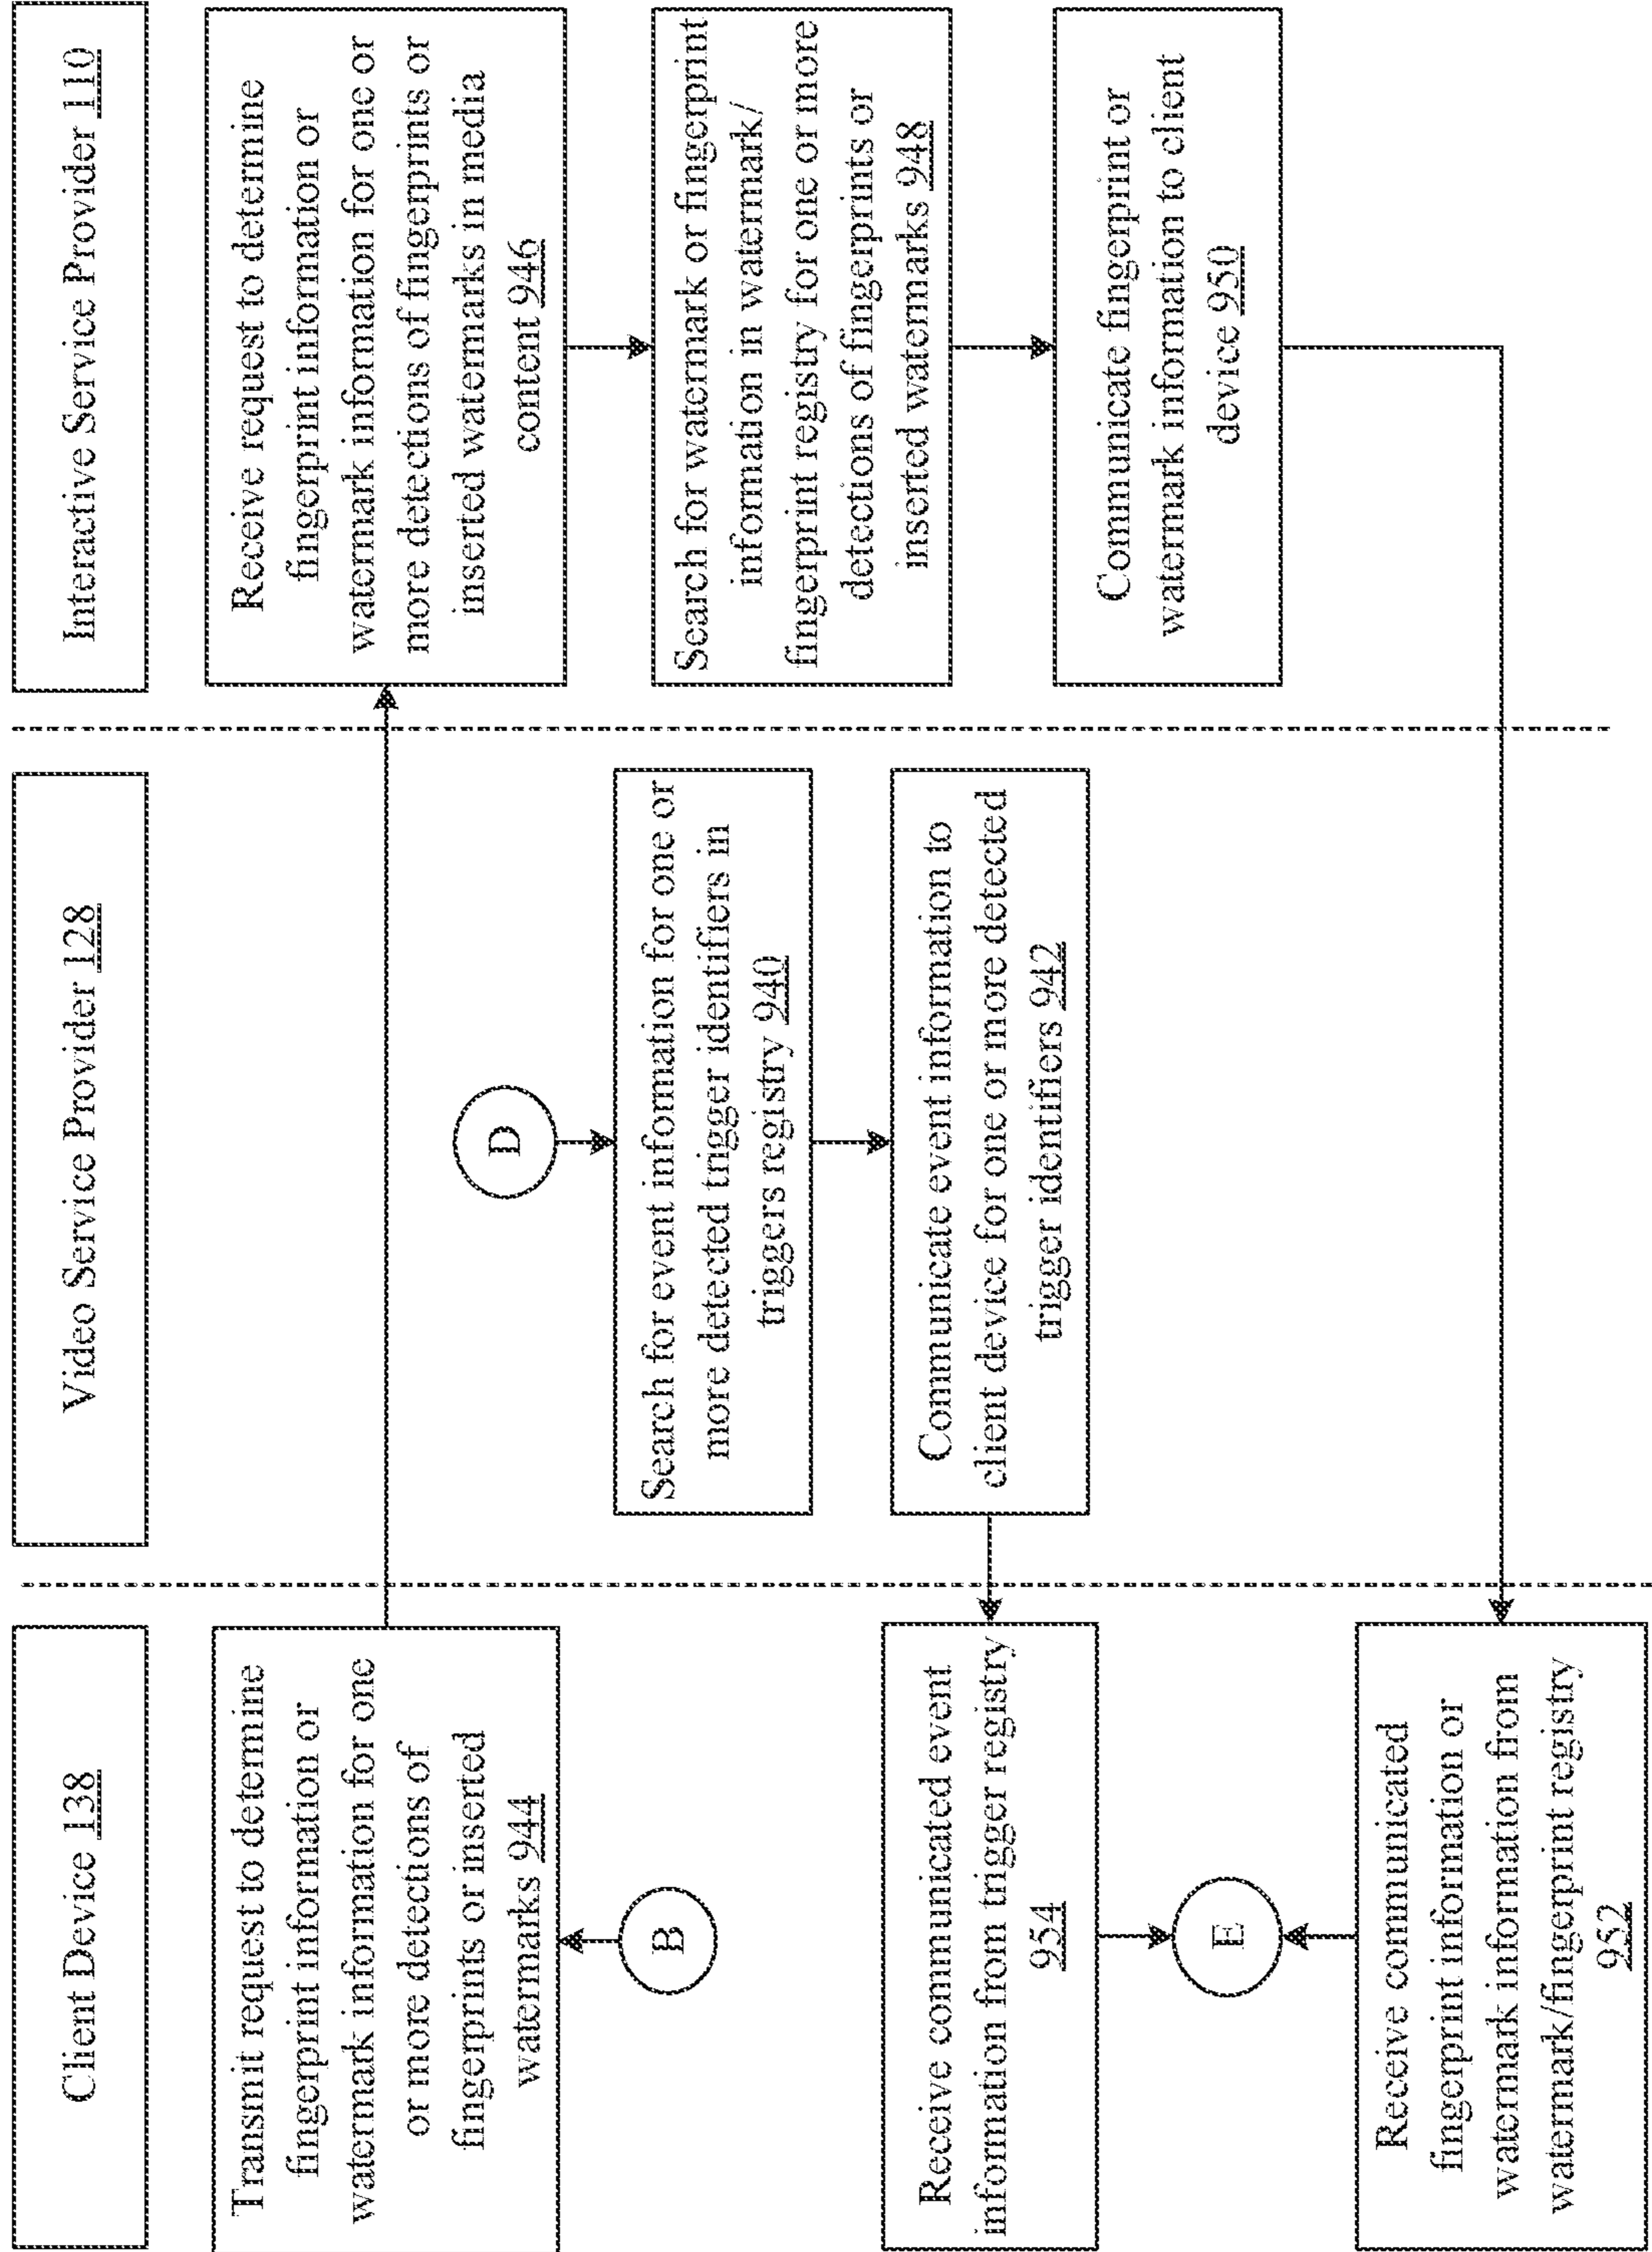 Client Device 138
Transmit request to determine
fingerprint information or
watermark information for one
or more detections of
fingerprints or inserted
watermarks 944
B
Receive communicated event
information from trigger registry
954
E
Receive communicated
fingerprint information or
watermark information from
watermark/fingerprint registry
952
Video Service Provider 128
D
Search for event information for one or
more detected trigger identifiers in
triggers registry 940
Communicate event information to
client device for one or more detected
trigger identifiers 942
Interactive Service Provider 110
Receive request to determine
fingerprint information or
watermark information for one or
more detections of fingerprints or
inserted watermarks in media
content 946
Search for watermark or fingerprint
information in watermark/
fingerprint registry for one or more
detections of fingerprints or
inserted watermarks 948
Communicate fingerprint or
watermark information to client
device 950